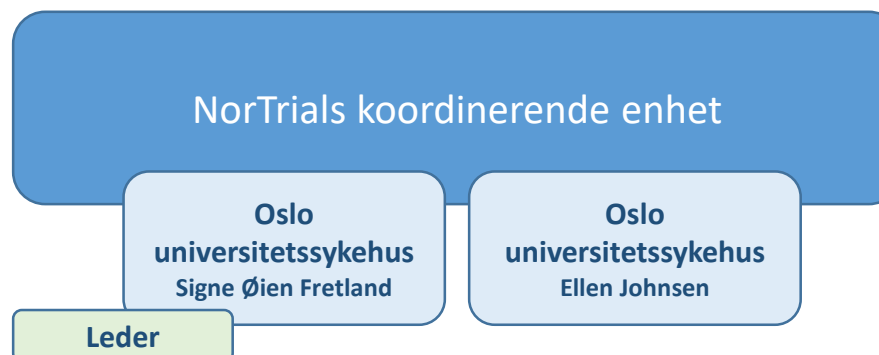 NorTrials koordinerende enhet
Oslo
universitetssykehus
Signe Øien Fretland
Oslo
universitetssykehus
Ellen Johnsen
Leder